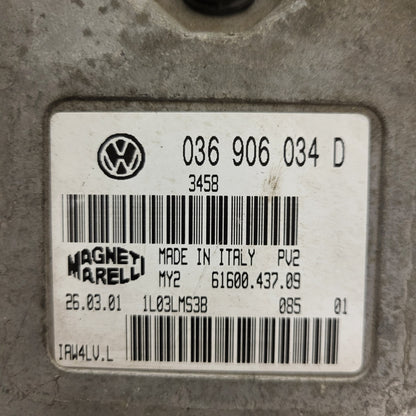 VW
036 906 034 D
3458
MAGNETI MARELLI
MADE IN ITALY PV2
MY2 61600.437.09
26.03.01 1L03LMS3B 085 01
IAW4LV.L